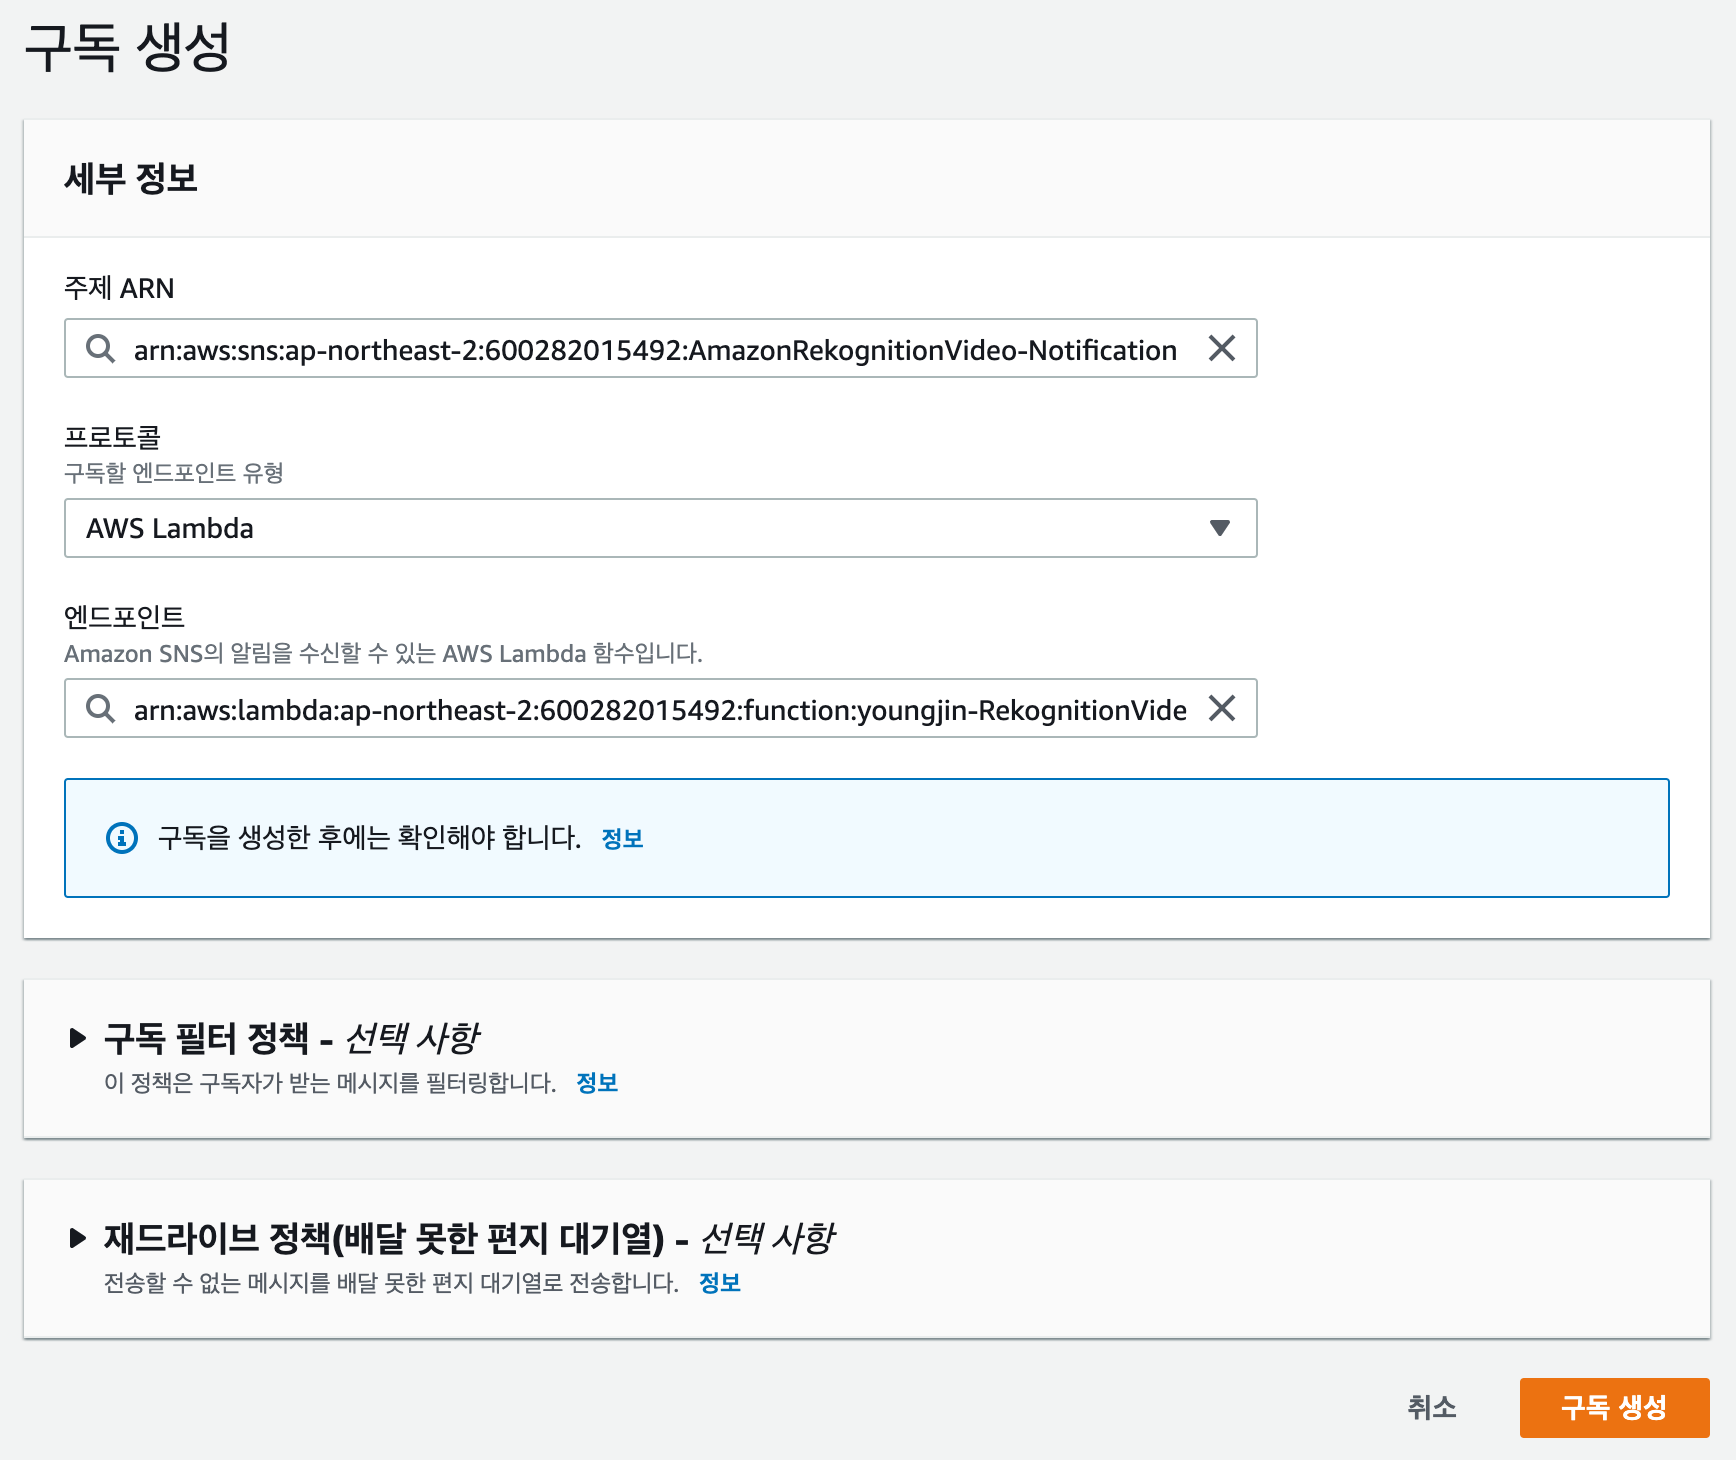 구독 생성
세부 정보
주제 ARN
arn:aws:sns:ap-northeast-2:600282015492:AmazonRekognitionVideo-Notification
프로토콜
구독할 엔드포인트 유형
AWS Lambda
엔드포인트
Amazon SNS의 알림을 수신할 수 있는 AWS Lambda 함수입니다.
arn:aws:lambda:ap-northeast-2:600282015492:function:youngjin-RekognitionVide
구독을 생성한 후에는 확인해야 합니다. 정보
구독 필터 정책 - 선택 사항
이 정책은 구독자가 받는 메시지를 필터링합니다. 정보
재드라이브 정책(배달 못한 편지 대기열) - 선택 사항
전송할 수 없는 메시지를 배달 못한 편지 대기열로 전송합니다. 정보
취소 구독 생성